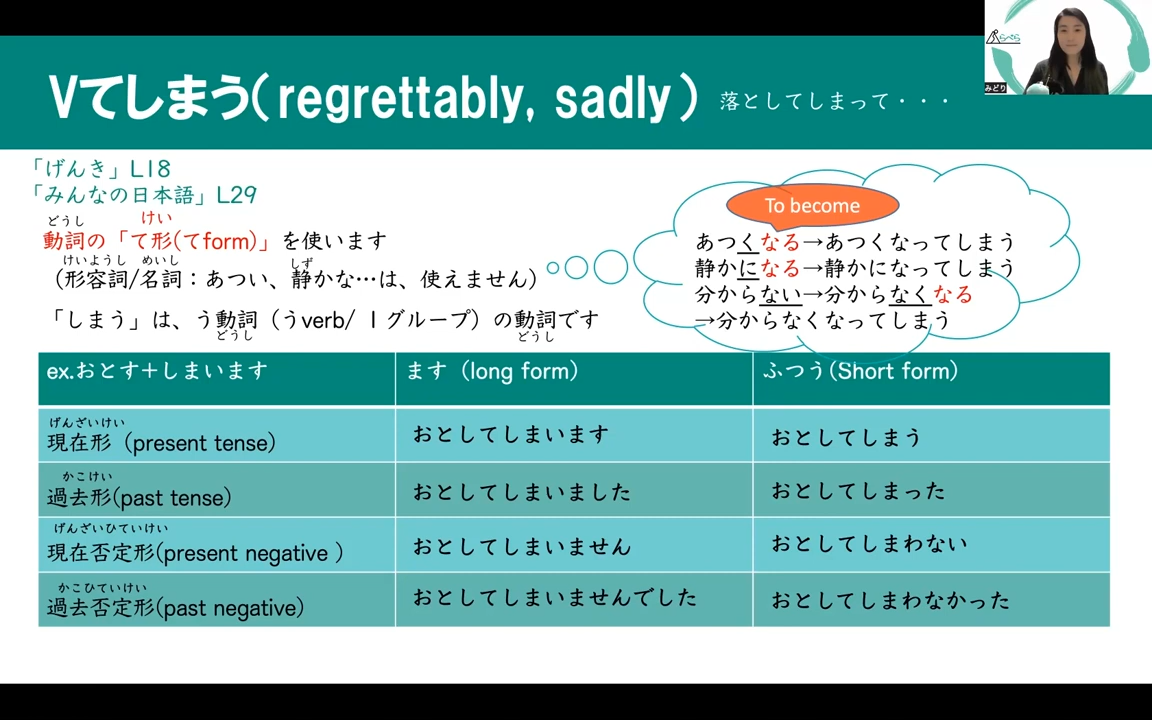 Vてしまう(regrettably, sadly) 落としてしまって・・・
らぺら
みどり
「げんき」L18
「みんなの日本語」L29
どうし けい
動詞の「て形(てform)」を使います
けいようし めいし しず
（形容詞/名詞：あつい、静かな…は、使えません）
「しまう」は、う動詞（うverb/ Ⅰグループ）の動詞です
どうし どうし
To become
あつくなる→あつくなってしまう
静かになる→静かになってしまう
分からない→分からなくなる
→分からなくなってしまう
ex.おとす＋しまいます ます（long form） ふつう(Short form)
げんざいけい
現在形（present tense) おとしてしまいます おとしてしまう
かこけい
過去形(past tense) おとしてしまいました おとしてしまった
げんざいひていけい
現在否定形(present negative ) おとしてしまいません おとしてしまわない
かこひていけい
過去否定形(past negative) おとしてしまいませんでした おとしてしまわなかった